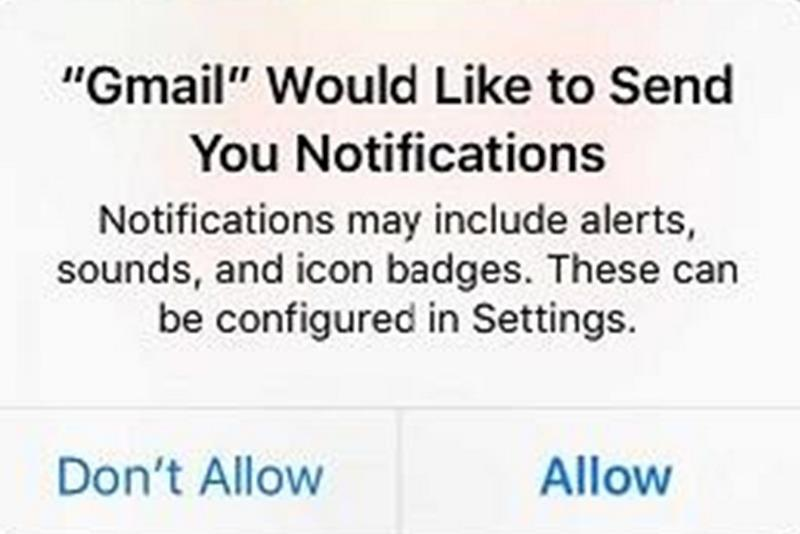 “Gmail” Would Like to Send
You Notifications
Notifications may include alerts,
sounds, and icon badges. These can
be configured in Settings.
Don’t Allow
Allow